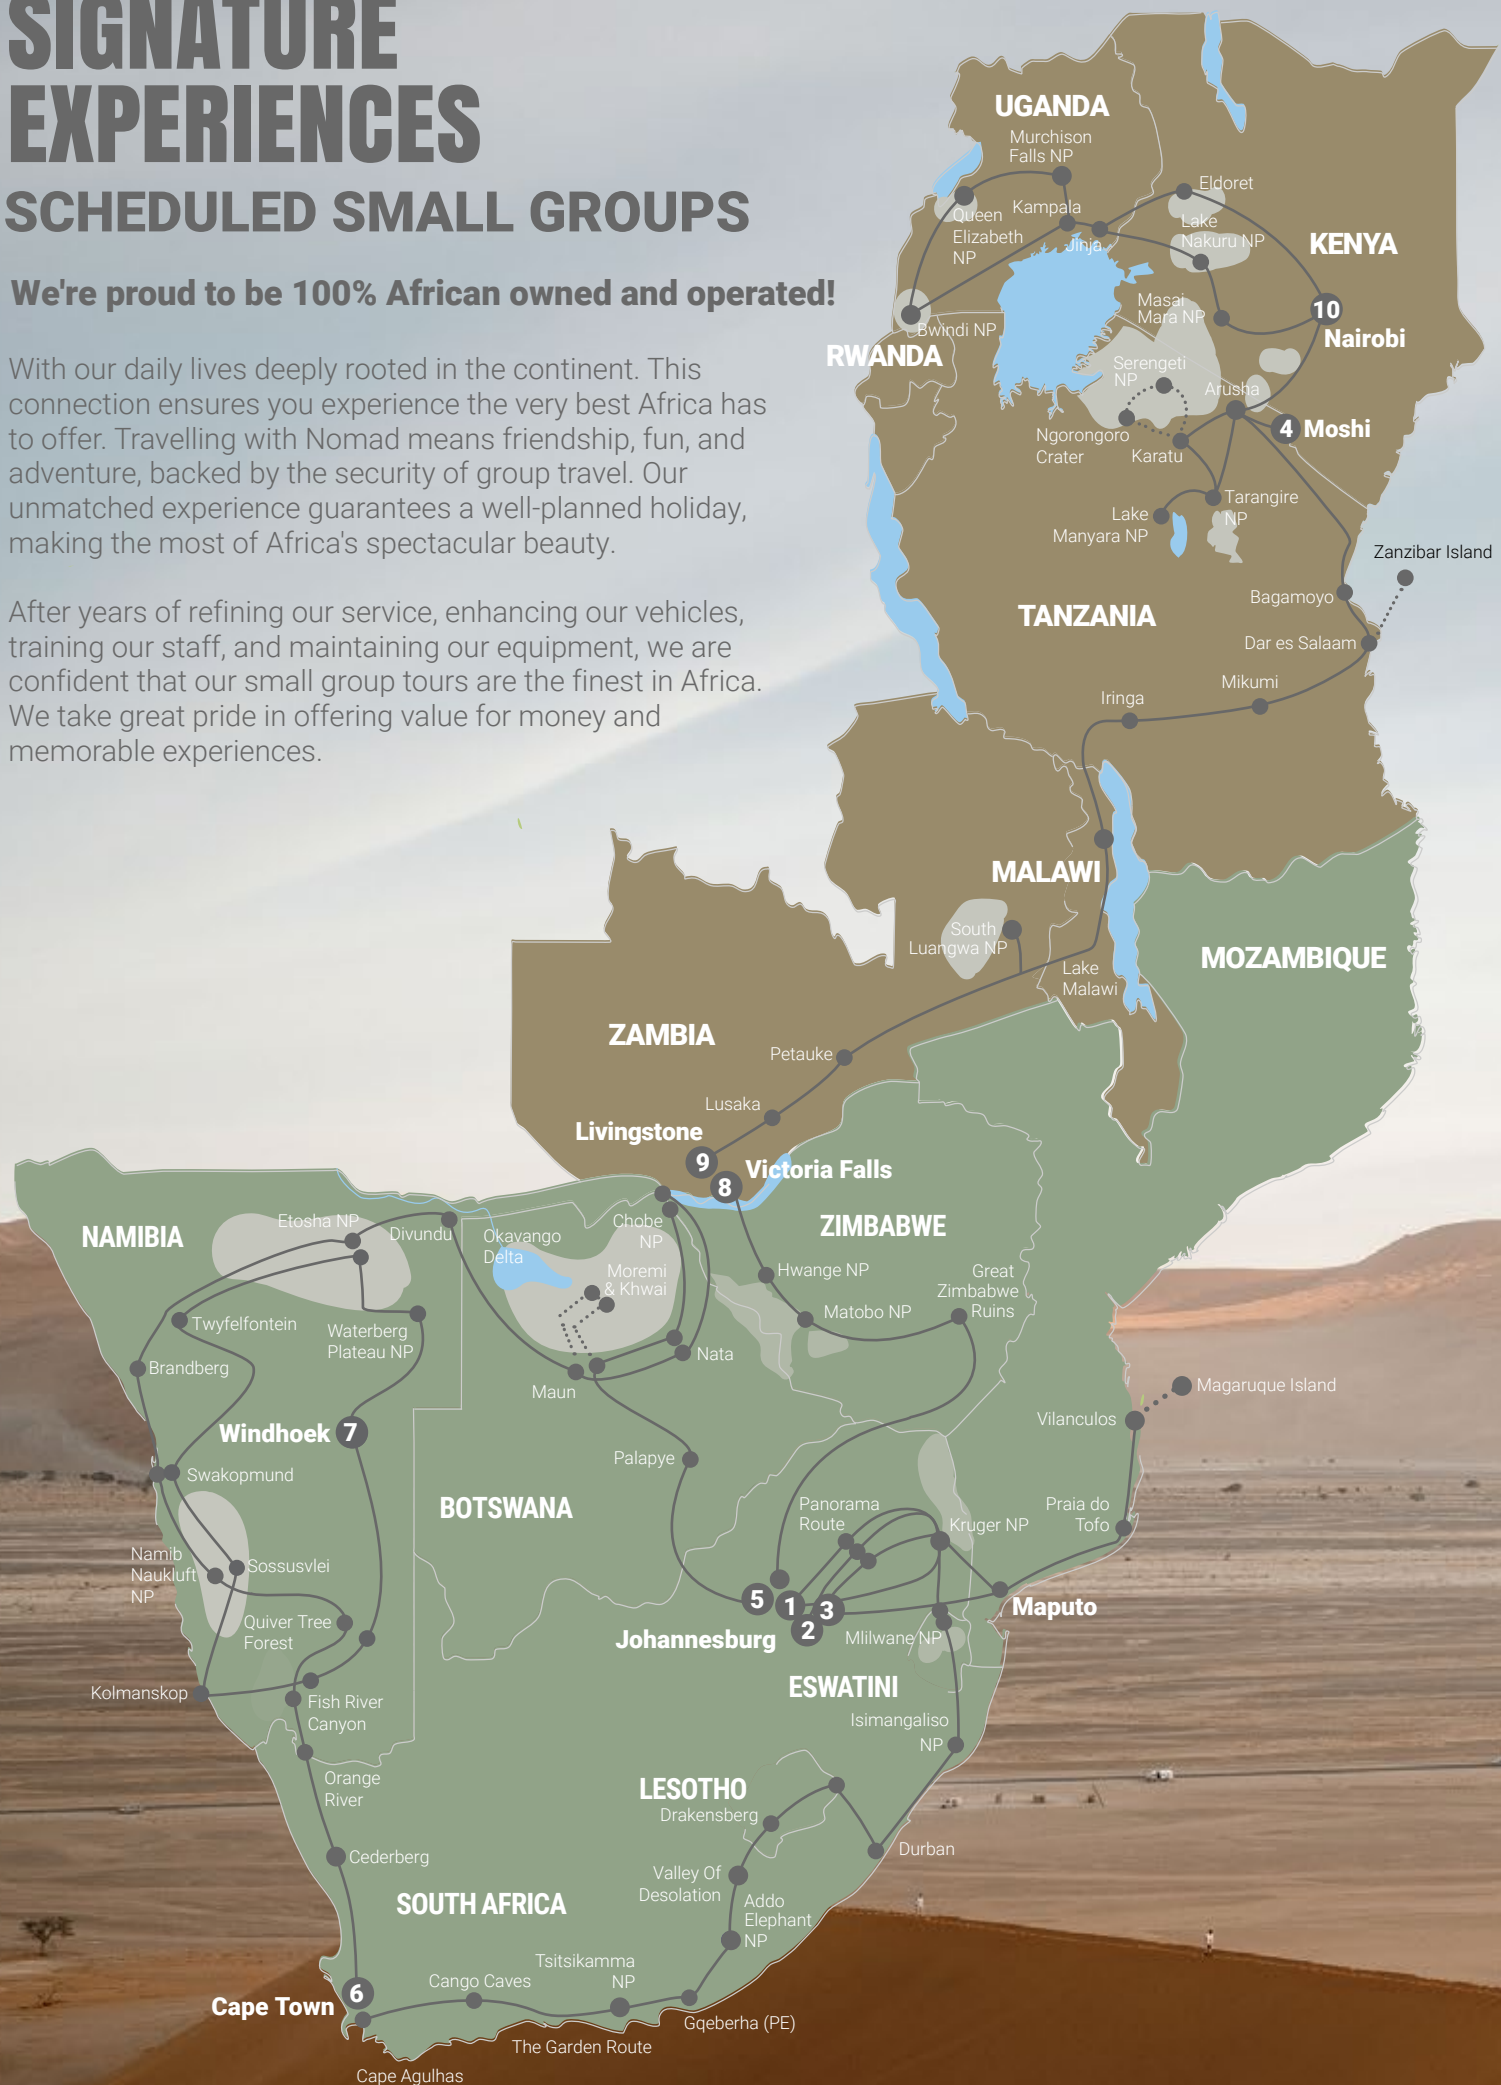 SIGNATURE
EXPERIENCES
SCHEDULED SMALL GROUPS
We're proud to be 100% African owned and operated!
With our daily lives deeply rooted in the continent. This
connection ensures you experience the very best Africa has
to offer. Travelling with Nomad means friendship, fun, and
adventure, backed by the security of group travel. Our
unmatched experience guarantees a well-planned holiday,
making the most of Africa's spectacular beauty.
After years of refining our service, enhancing our vehicles,
training our staff, and maintaining our equipment, we are
confident that our small group tours are the finest in Africa.
We take great pride in offering value for money and
memorable experiences.
UGANDA
Murchison
Falls NP
Eldoret
Queen
Elizabeth
NP
Kampala
Jinja
Lake
Nakuru NP
KENYA
Masai
Mara NP
10
Nairobi
Bwindi NP
RWANDA
Serengeti
NP
Arusha
4 Moshi
Ngorongoro
Crater
Karatu
Tarangire
NP
Lake
Manyara NP
Zanzibar Island
Bagamoyo
TANZANIA
Dar es Salaam
Mikumi
Iringa
MALAWI
South
Luangwa NP
Lake
Malawi
MOZAMBIQUE
ZAMBIA
Petauke
Lusaka
Livingstone
9
8
Victoria Falls
NAMIBIA
Etosha NP
Divundu
Okavango
Delta
Chobe
NP
ZIMBABWE
Moremi
& Khwai
Hwange NP
Great
Zimbabwe
Ruins
Matobo NP
Twyfelfontein
Waterberg
Plateau NP
Brandberg
Nata
Maun
Magaruque Island
Vilanculos
Windhoek 7
Palapye
Swakopmund
BOTSWANA
Panorama
Route
Kruger NP
Praia do
Tofo
Namib
Naukluft
NP
Sossusvlei
5
1
3
2
Maputo
Quiver Tree
Forest
Johannesburg
Mlilwane NP
Kolmanskop
ESWATINI
Fish River
Canyon
Isimangaliso
NP
Orange
River
LESOTHO
Drakensberg
Cederberg
Durban
Valley Of
Desolation
SOUTH AFRICA
Addo
Elephant
NP
Tsitsikamma
NP
Cango Caves
6
Cape Town
Gqeberha (PE)
The Garden Route
Cape Agulhas